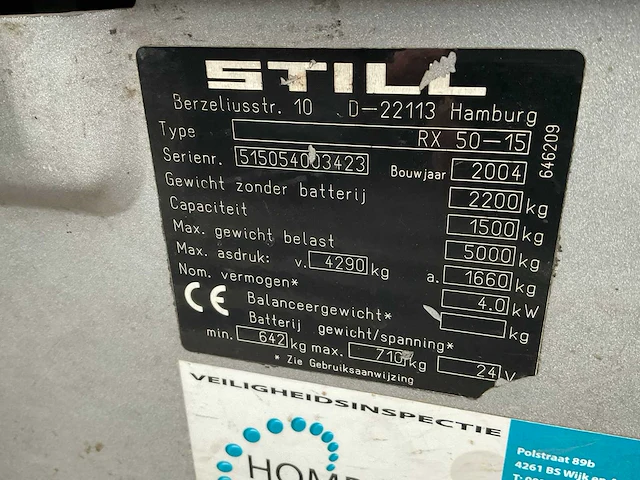 STILL
Berzeliusstr. 10 D-22113 Hamburg
Type RX 50-15
Serienr. 515054003423 Bouwjaar 2004
646209
Gewicht zonder batterij 2200 kg
Capaciteit 1500 kg
Max. gewicht belast 5000 kg
Max. asdruk: v. 4290 kg a. 1660 kg
Nom. vermogen* 4.0 kW
CE Balanceergewicht* kg
Batterij gewicht/spanning*
min. 642 kg max. 710 kg 24 V
* Zie Gebruiksaanwijzing
VEILIGHEIDSINSPECTIE
Polstraat 89b
4261 BS Wijk en